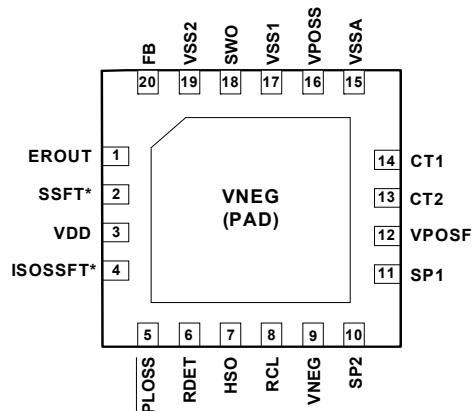 FB
VSS2
SWO
VSS1
VPOSS
VSSA
20
19
18
17
16
15
EROUT 1
SSFT* 2
VDD 3
ISOSSFT* 4
VNEG
(PAD)
14 CT1
13 CT2
12 VPOSF
11 SP1
5
6
7
8
9
10
PLOSS
RDET
HSO
RCL
VNEG
SP2